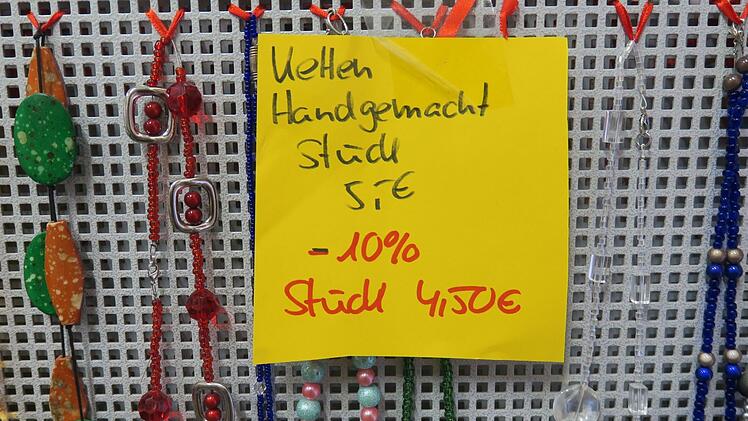 Ketten
Handgemacht
Stück
5,-€
- 10%
Stück 4,50€